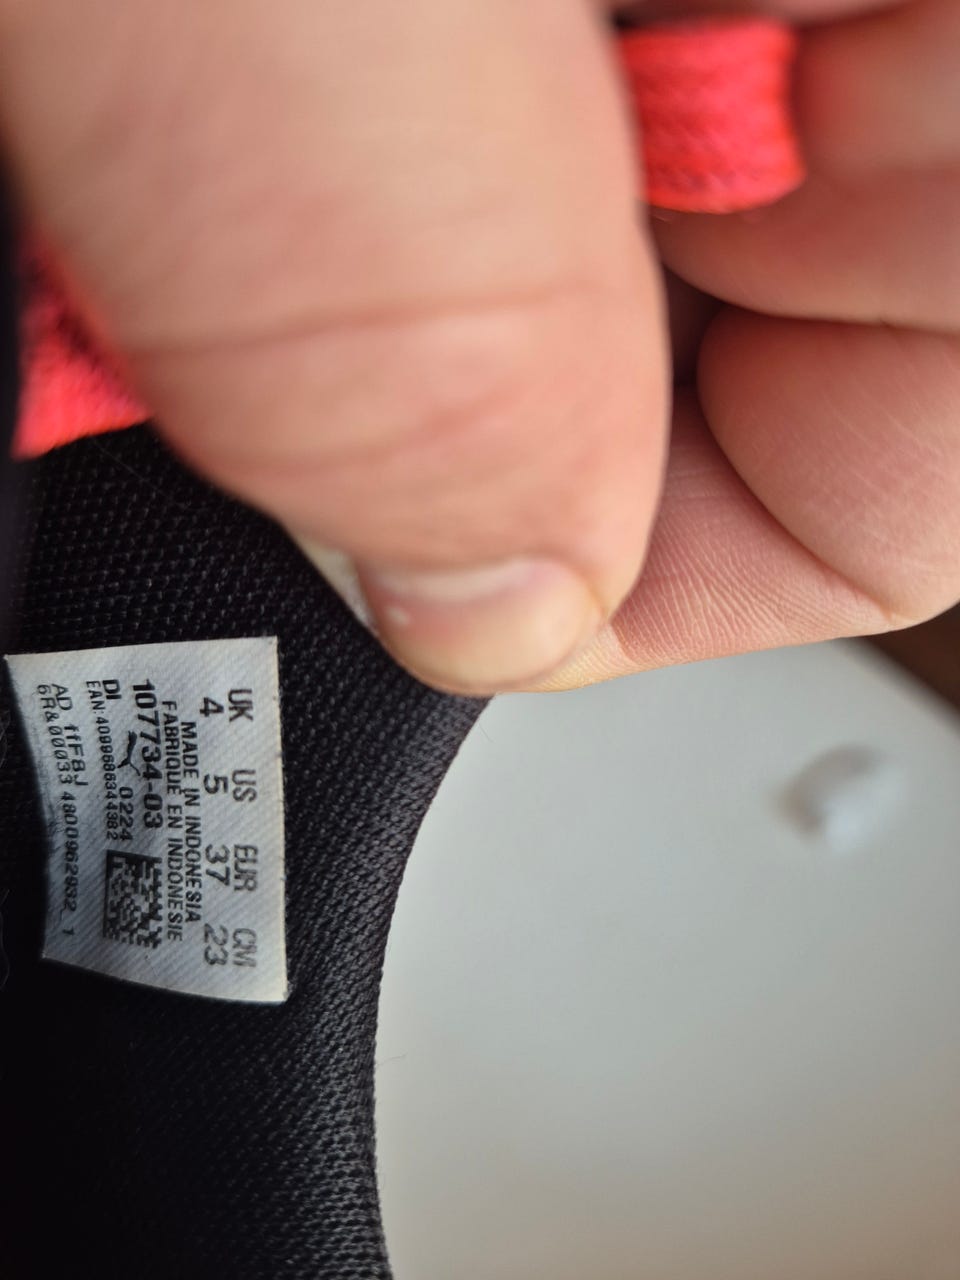 UK US EUR CM
4 5 37 23
MADE IN INDONESIA
FABRIQUE EN INDONESIE
107734-03
0224
DI
EAN:4099686344382